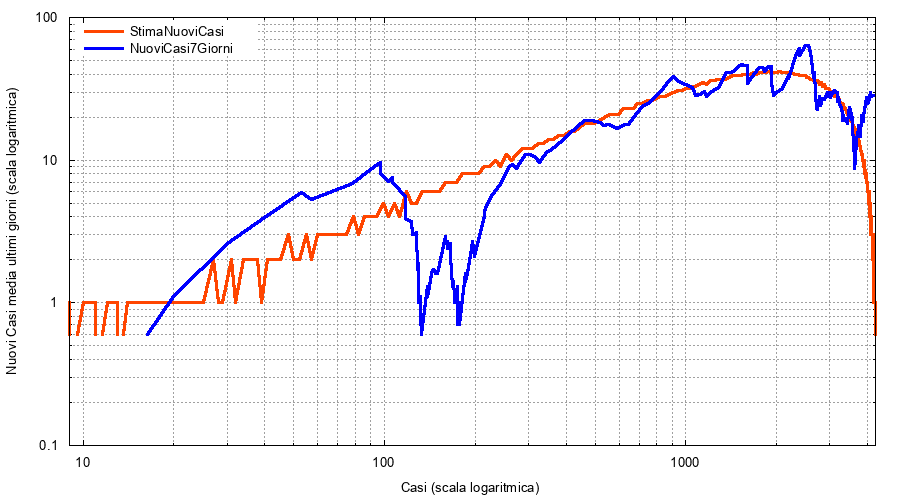 100
StimaNuoviCasi
NuoviCasi7Giorni
Nuovi Casi media ultimi giorni (scala logaritmica)
10
1
0.1
10 100 1000
Casi (scala logaritmica)